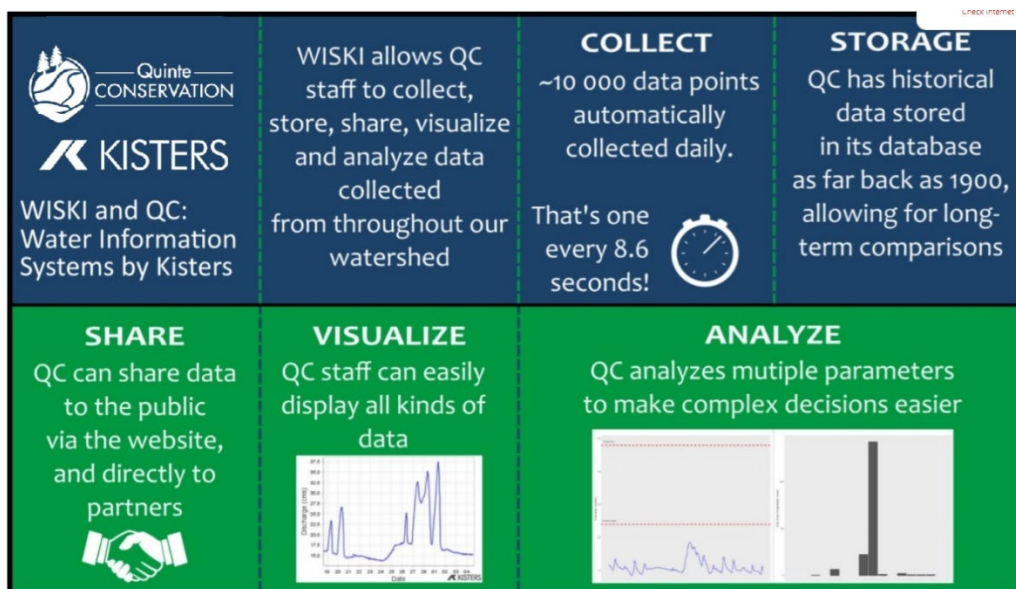 Check Internet
Quinte
CONSERVATION
KISTERS
WISKI and QC:
Water Information
Systems by Kisters
WISKI allows QC
staff to collect,
store, share, visualize
and analyze data
collected
from throughout our
watershed
COLLECT
~10 000 data points
automatically
collected daily.
That's one
every 8.6
seconds!
STORAGE
QC has historical
data stored
in its database
as far back as 1900,
allowing for long-
term comparisons
SHARE
QC can share data
to the public
via the website,
and directly to
partners
VISUALIZE
QC staff can easily
display all kinds of
data
Discharge (cms)
Date
KISTERS
ANALYZE
QC analyzes mutiple parameters
to make complex decisions easier